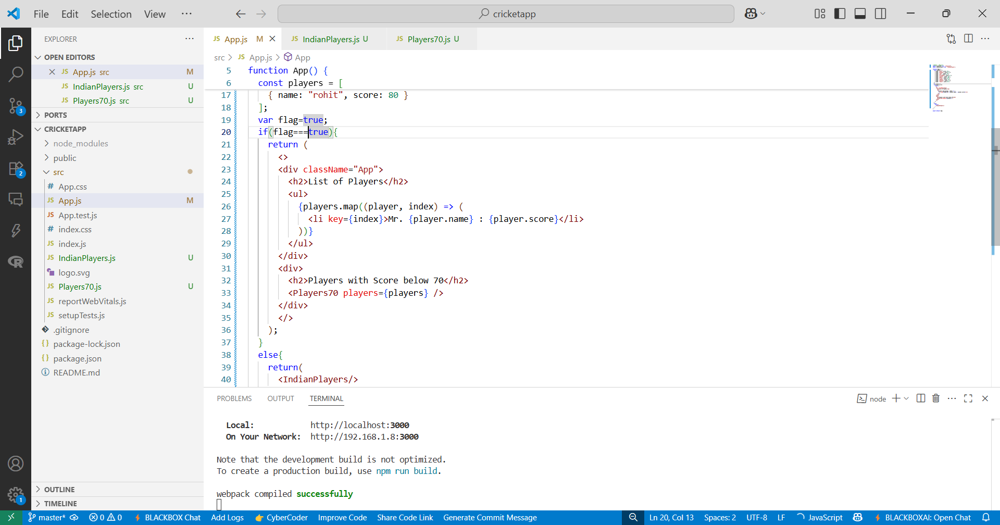 File Edit Selection View ··· cricketapp
EXPLORER ···
OPEN EDITORS
App.js src M
JS IndianPlayers.js src U
JS Players70.js src U
PORTS
CRICKETAPP
node_modules
public
src
# App.css
JS App.js M
JS App.test.js
# index.css
JS index.js
JS IndianPlayers.js U
logo.svg
JS Players70.js U
JS reportWebVitals.js
JS setupTests.js
.gitignore
{} package-lock.json
{} package.json
README.md
OUTLINE
TIMELINE
3
2
1
JS App.js M JS IndianPlayers.js U JS Players70.js U
src > JS App.js > App
5 function App() {
6 const players = [
17 { name: "rohit", score: 80 }
18 ];
19 var flag=true;
20 if(flag===true){
21 return (
22 <>
23 <div className="App">
24 <h2>List of Players</h2>
25 <ul>
26 {players.map((player, index) => (
27 <li key={index}>Mr. {player.name} : {player.score}</li>
28 ))}
29 </ul>
30 </div>
31 <div>
32 <h2>Players with Score below 70</h2>
33 <Players70 players={players} />
34 </div>
35 </>
36 );
37 }
38 else{
39 return(
40 <IndianPlayers/>
PROBLEMS OUTPUT TERMINAL node
Local: http://localhost:3000
On Your Network: http://192.168.1.8:3000
Note that the development build is not optimized.
To create a production build, use npm run build.
webpack compiled successfully
master* 0 0 BLACKBOX Chat Add Logs CyberCoder Improve Code Share Code Link Generate Commit Message Ln 20, Col 13 Spaces: 2 UTF-8 LF JavaScript BLACKBOXAI: Open Chat